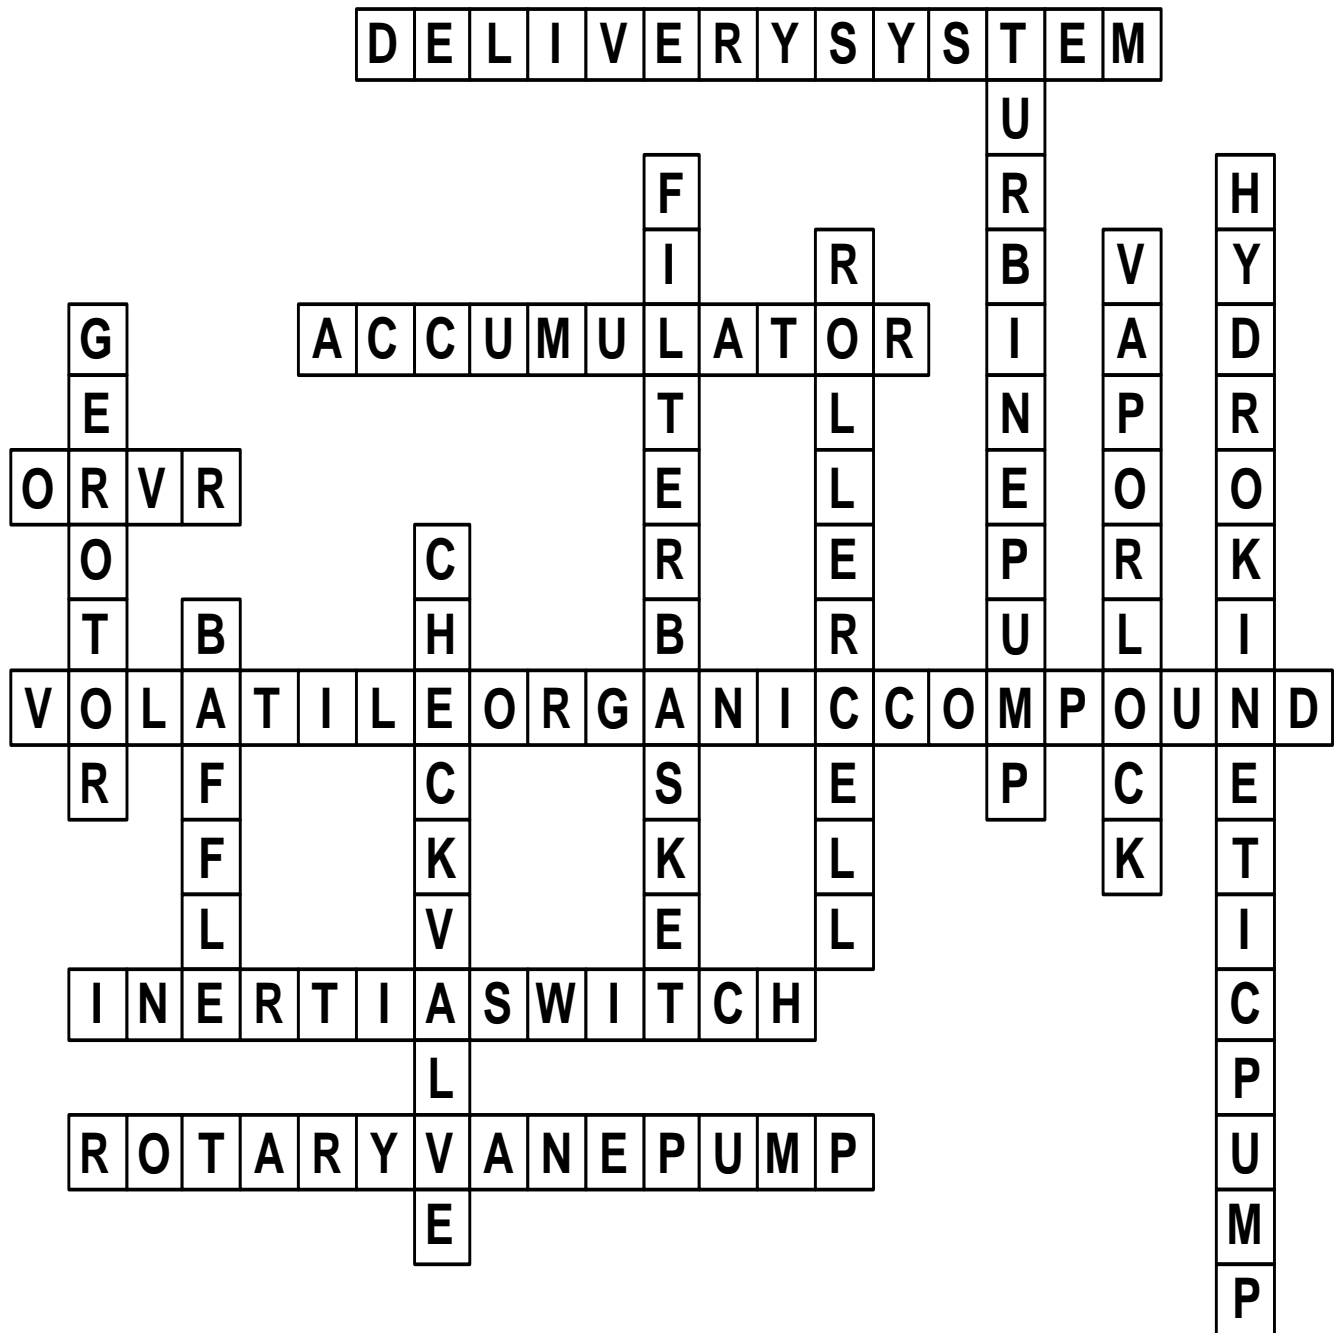 DELIVERYSYSTEM
TURBINEPUMP
FILTERBASKET
HYDROKINETICPUMP
ROLLERCELL
VAPORLOCK
GEROTOR
ACCUMULATOR
ORVR
CHECKVALVE
BAFFLE
VOLATILEORGANICCOMPOUND
INERTIASWITCH
ROTARYVANEPUMP